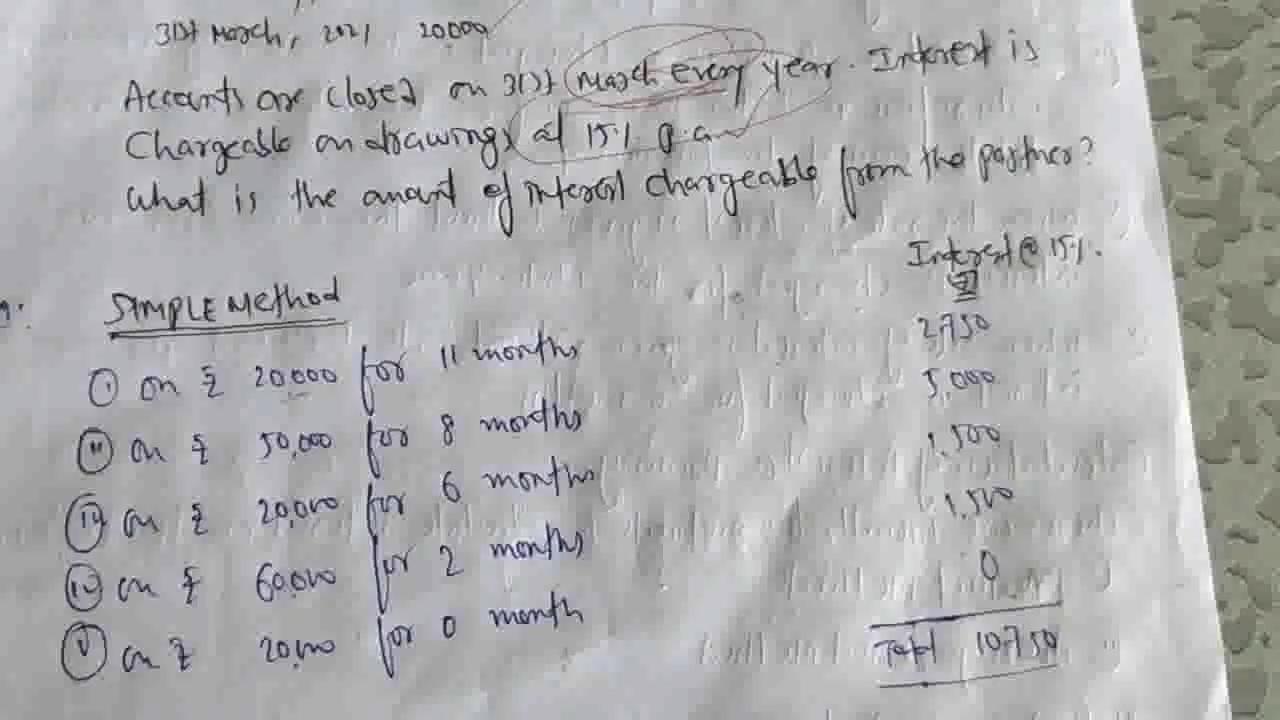 31st March, 2021 20,000
Accounts are closed on 31st March every year. Interest is
Chargeable on drawings at 15% p.a
What is the amount of interest chargeable from the partner?
Interest @ 15%.
₹
SIMPLE Method
(i) on ₹ 20,000 for 11 months 2,750
(ii) on ₹ 50,000 for 8 months 5,000
on ₹ 20,000 for 6 months 1,500
(iv) on ₹ 60,000 for 2 months 1,500
(v) on ₹ 20,000 for 0 month 0
Total 10,750